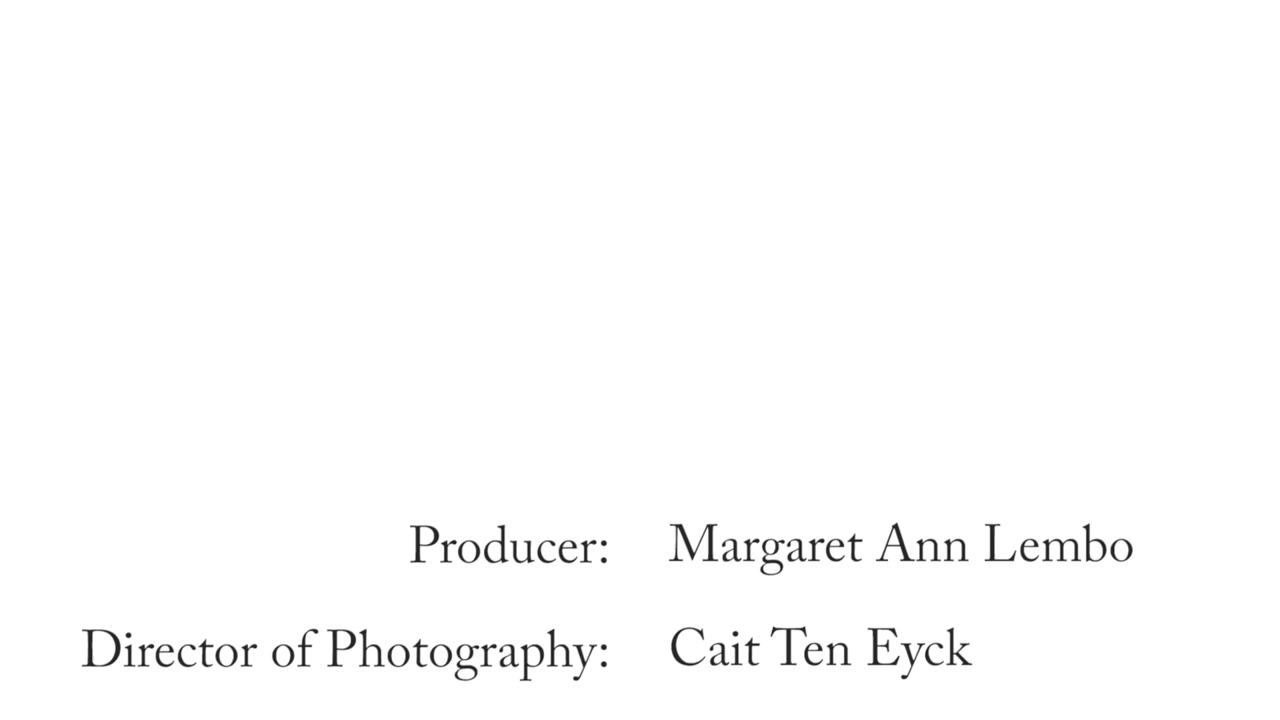 Producer: Margaret Ann Lembo
Director of Photography: Cait Ten Eyck